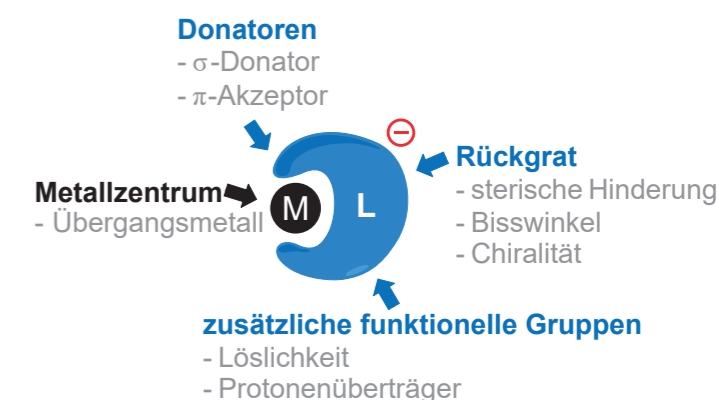 Donatoren
- σ-Donator
- π-Akzeptor
Rückgrat
- sterische Hinderung
- Bisswinkel
- Chiralität
Metallzentrum
- Übergangsmetall
M
L
zusätzliche funktionelle Gruppen
- Löslichkeit
- Protonenüberträger